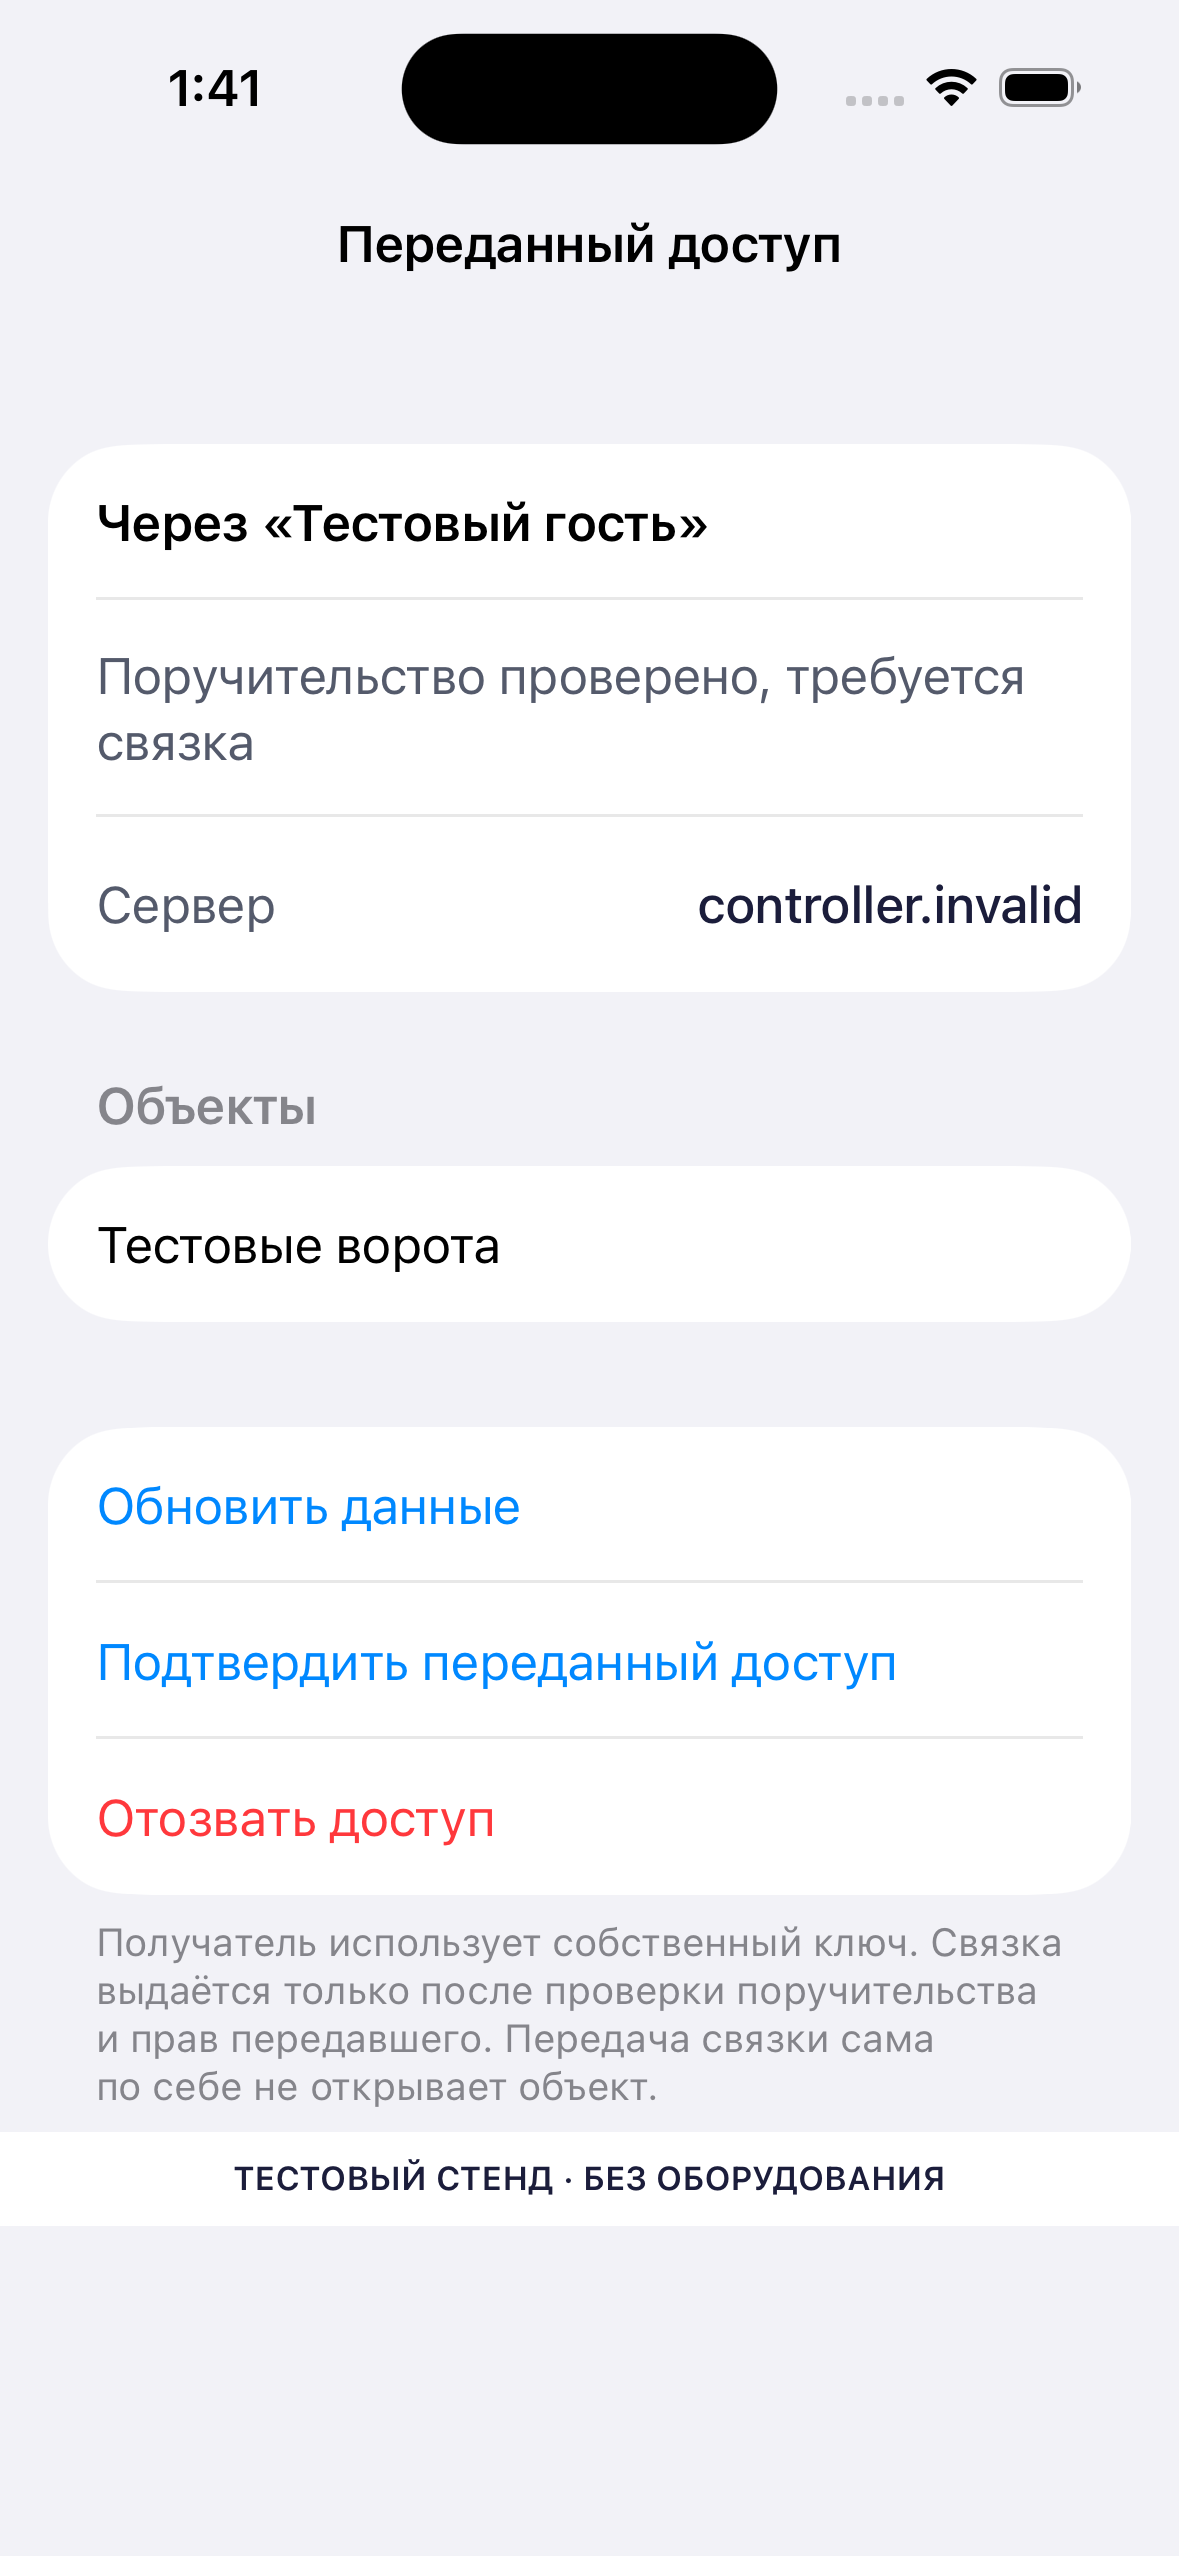 1:41
Переданный доступ
Через «Тестовый гость»
Поручительство проверено, требуется
связка
Сервер controller.invalid
Объекты
Тестовые ворота
Обновить данные
Подтвердить переданный доступ
Отозвать доступ
Получатель использует собственный ключ. Связка
выдаётся только после проверки поручительства
и прав передавшего. Передача связки сама
по себе не открывает объект.
ТЕСТОВЫЙ СТЕНД · БЕЗ ОБОРУДОВАНИЯ